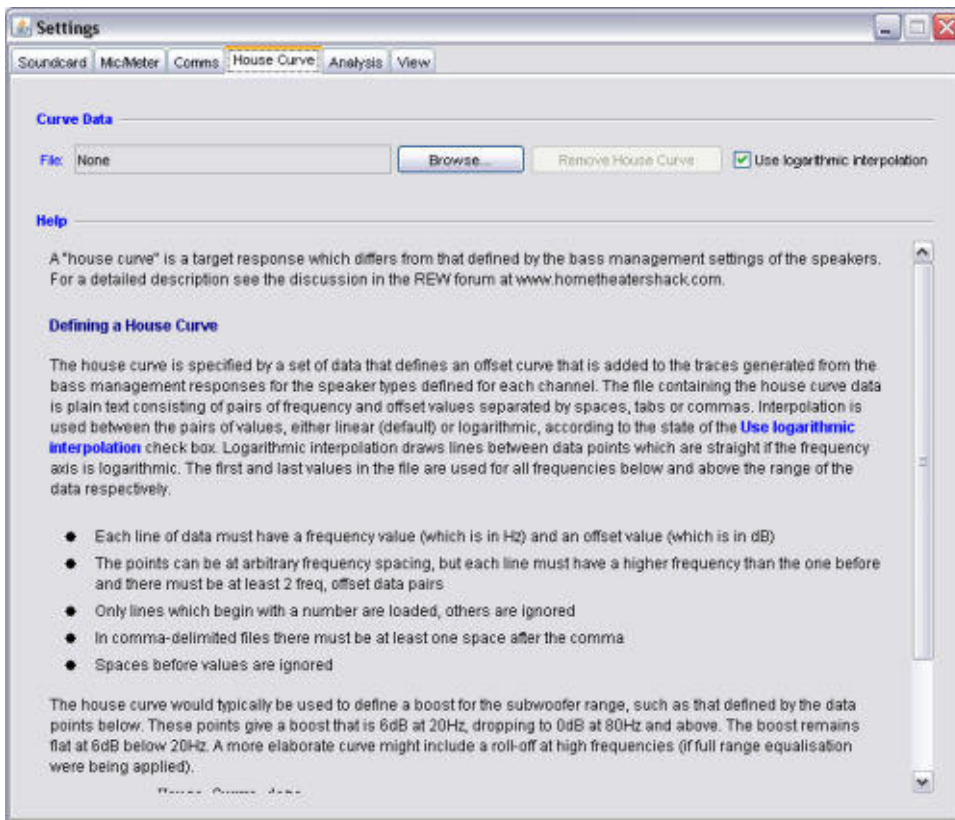 Settings
Soundcard Mic/Meter Comms House Curve Analysis View
Curve Data
File: None Browse... Remove House Curve Use logarithmic interpolation
Help
A "house curve" is a target response which differs from that defined by the bass management settings of the speakers.
For a detailed description see the discussion in the REW forum at www.hometheatershack.com.
Defining a House Curve
The house curve is specified by a set of data that defines an offset curve that is added to the traces generated from the
bass management responses for the speaker types defined for each channel. The file containing the house curve data
is plain text consisting of pairs of frequency and offset values separated by spaces, tabs or commas. Interpolation is
used between the pairs of values, either linear (default) or logarithmic, according to the state of the Use logarithmic
interpolation check box. Logarithmic interpolation draws lines between data points which are straight if the frequency
axis is logarithmic. The first and last values in the file are used for all frequencies below and above the range of the
data respectively.
● Each line of data must have a frequency value (which is in Hz) and an offset value (which is in dB)
● The points can be at arbitrary frequency spacing, but each line must have a higher frequency than the one before
and there must be at least 2 freq, offset data pairs
● Only lines which begin with a number are loaded, others are ignored
● In comma-delimited files there must be at least one space after the comma
● Spaces before values are ignored
The house curve would typically be used to define a boost for the subwoofer range, such as that defined by the data
points below. These points give a boost that is 6dB at 20Hz, dropping to 0dB at 80Hz and above. The boost remains
flat at 6dB below 20Hz. A more elaborate curve might include a roll-off at high frequencies (if full range equalisation
were being applied).